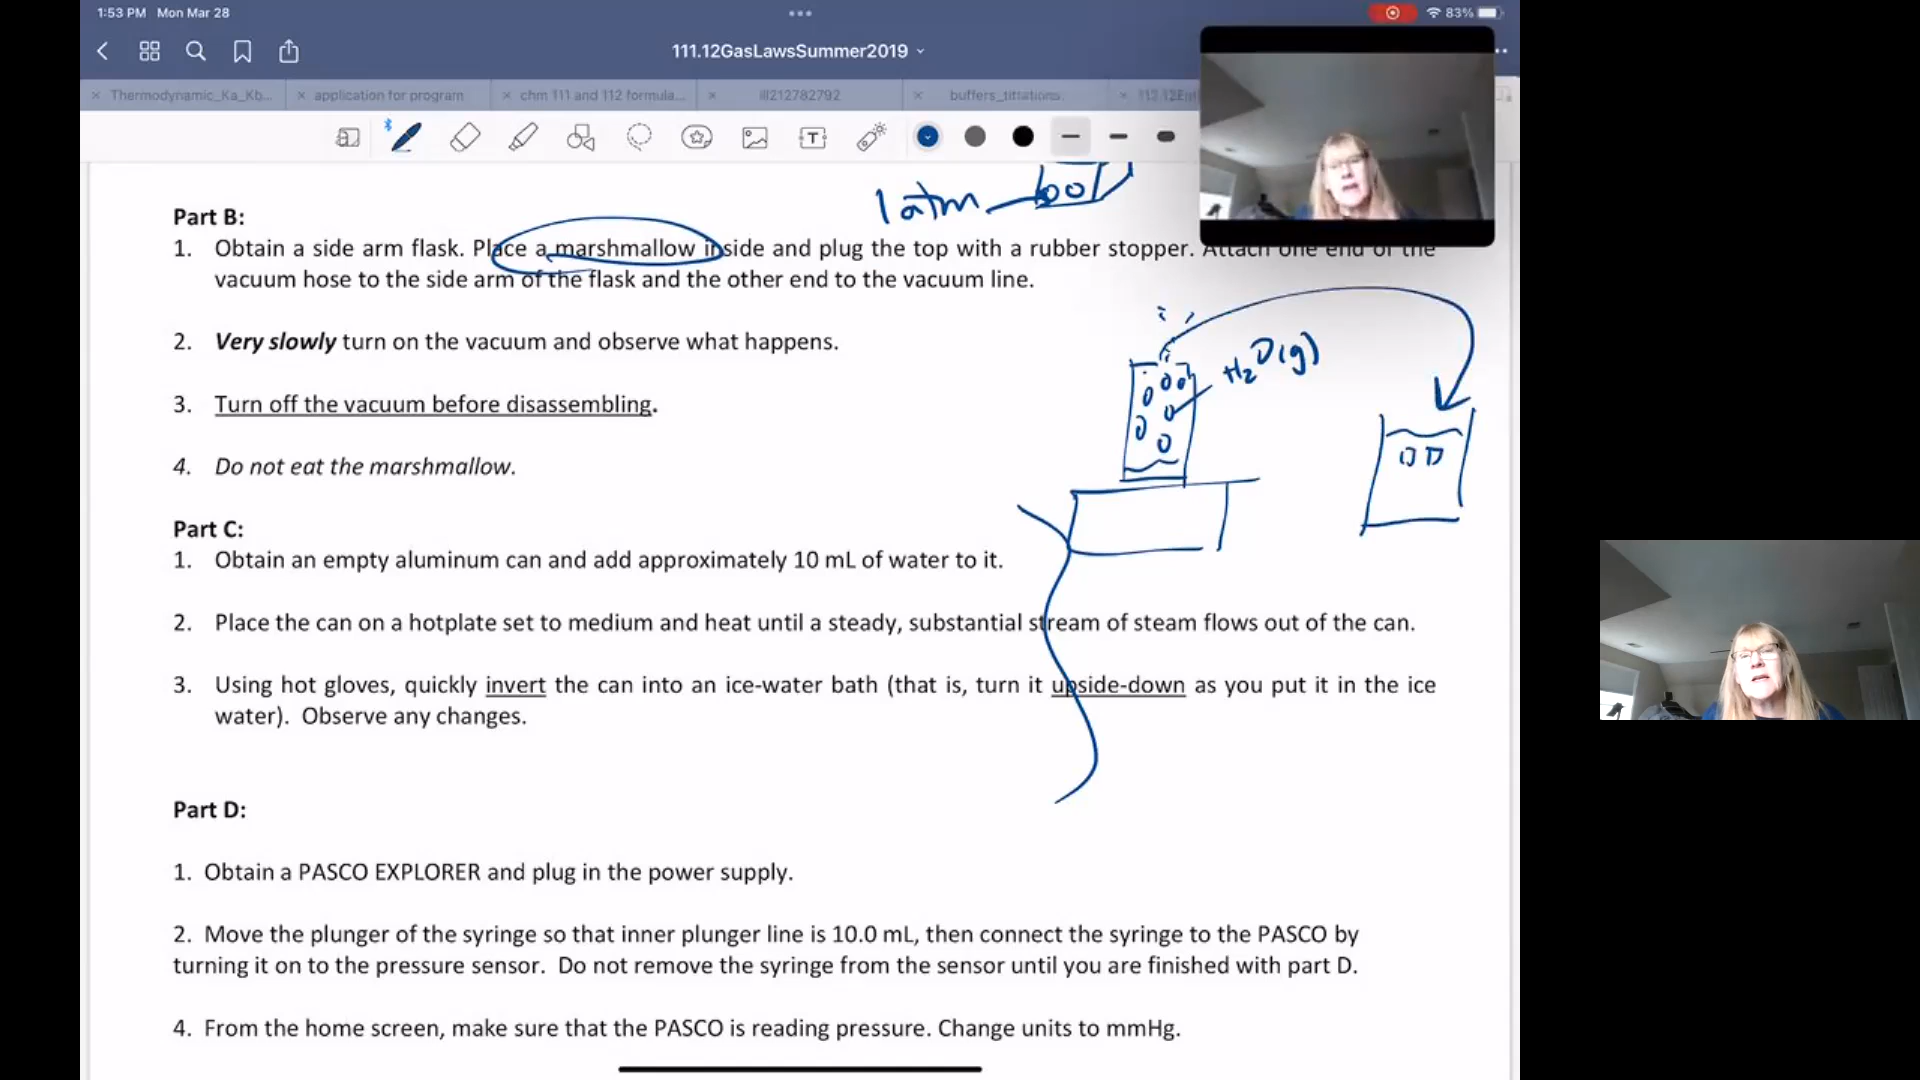 1:53 PM Mon Mar 28
83%
111.12GasLawsSummer2019
Thermodynamic_Ka_Kb...
application for program
chm 111 and 112 formula...
ill212782792
buffers_titrations
1 atm
Part B:
1. Obtain a side arm flask. Place a marshmallow inside and plug the top with a rubber stopper. Attach one end of the
vacuum hose to the side arm of the flask and the other end to the vacuum line.
2. Very slowly turn on the vacuum and observe what happens.
H2O(g)
3. Turn off the vacuum before disassembling.
4. Do not eat the marshmallow.
Part C:
1. Obtain an empty aluminum can and add approximately 10 mL of water to it.
2. Place the can on a hotplate set to medium and heat until a steady, substantial stream of steam flows out of the can.
3. Using hot gloves, quickly invert the can into an ice-water bath (that is, turn it upside-down as you put it in the ice
water). Observe any changes.
Part D:
1. Obtain a PASCO EXPLORER and plug in the power supply.
2. Move the plunger of the syringe so that inner plunger line is 10.0 mL, then connect the syringe to the PASCO by
turning it on to the pressure sensor. Do not remove the syringe from the sensor until you are finished with part D.
4. From the home screen, make sure that the PASCO is reading pressure. Change units to mmHg.